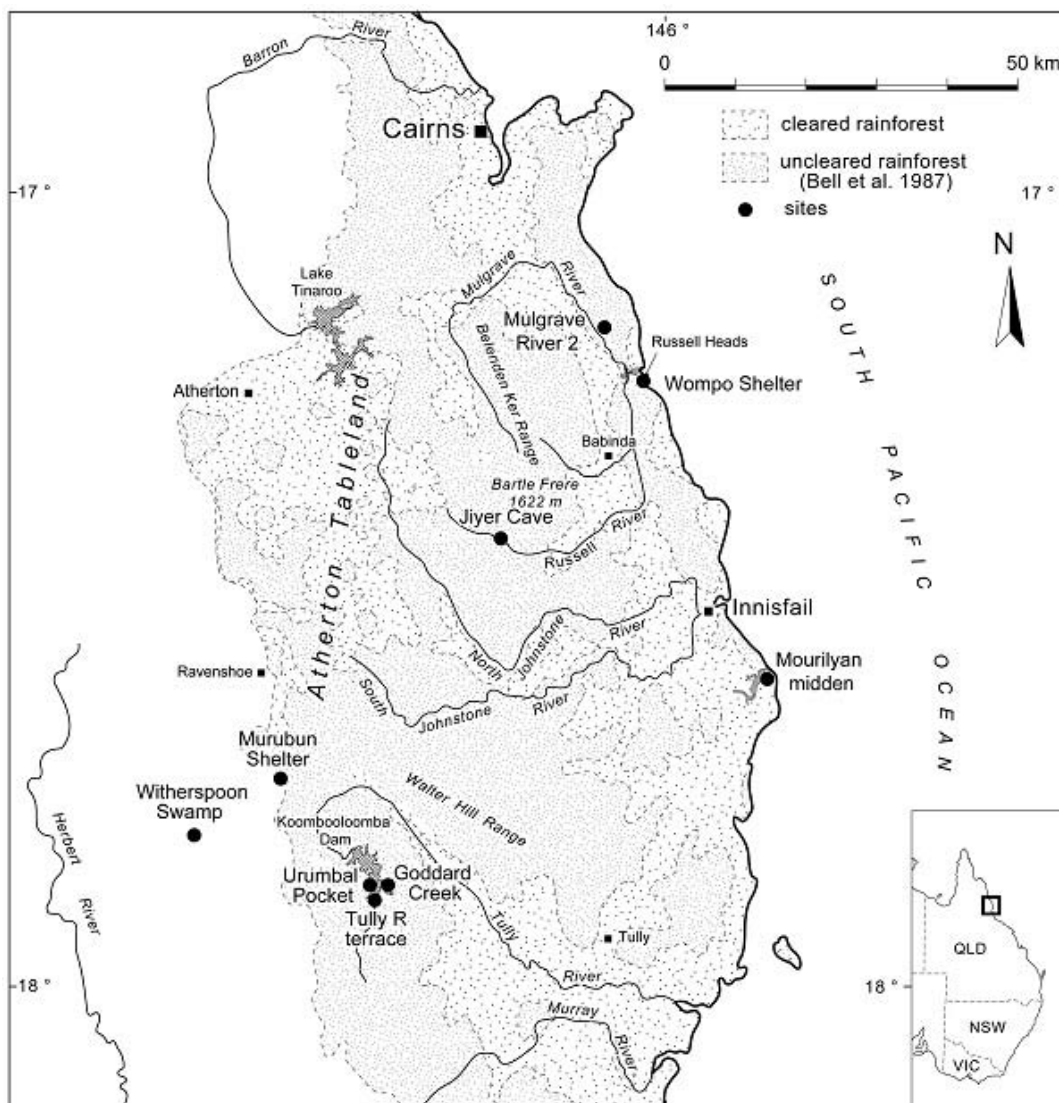 146 °
0
50 km
Barron
River
Cairns
cleared rainforest
uncleared rainforest
(Bell et al. 1987)
sites
17 °
17 °
N
Lake
Tinaroo
Mulgrave
River
Mulgrave
River 2
Russell Heads
Wompo Shelter
Bellenden Ker Range
Atherton
Babinda
Bartle Frere
1622 m
Jiyer Cave
Russell
River
Atherton Tableland
SOUTH
PACIFIC
OCEAN
Innisfail
North
Johnstone
River
Mourilyan
midden
Ravenshoe
South
Johnstone
River
Murubun
Shelter
Witherspoon
Swamp
Walter Hill Range
Koombooloomba
Dam
Herbert
River
Urumbal
Pocket
Goddard
Creek
Tully R
terrace
Tully
River
Tully
18 °
18 °
Murray
River
QLD
NSW
VIC